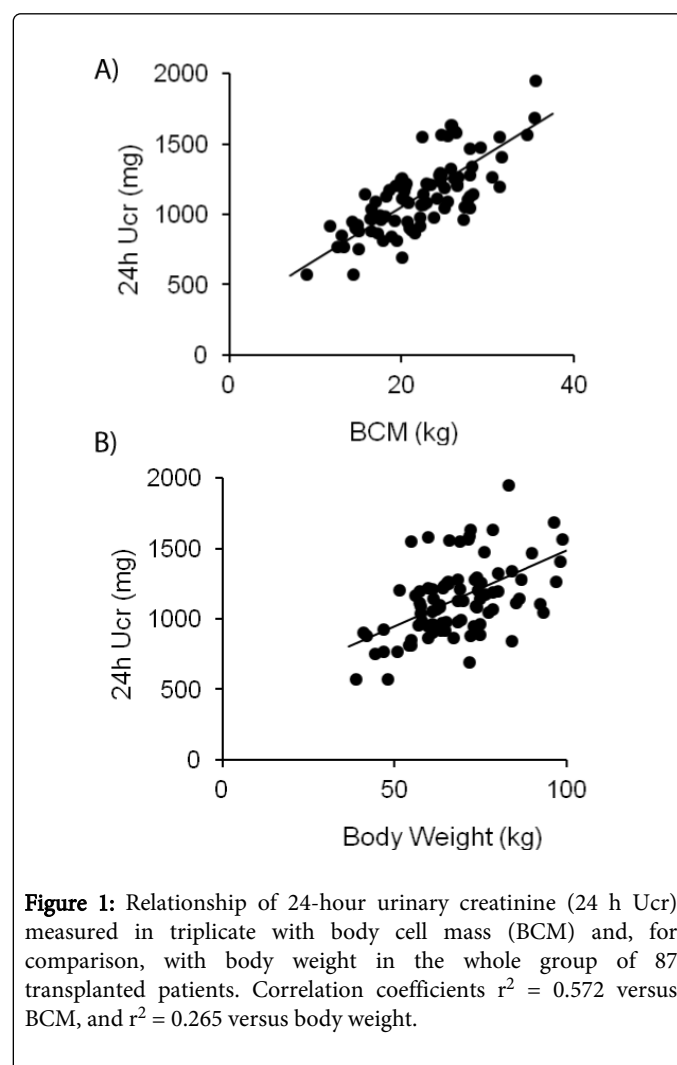 A)
2000
1500
1000
500
0
24h Ucr (mg)
0 20 40
BCM (kg)
B)
2000
1500
1000
500
0
24h Ucr (mg)
0 50 100
Body Weight (kg)
Figure 1: Relationship of 24-hour urinary creatinine (24 h Ucr)
measured in triplicate with body cell mass (BCM) and, for
comparison, with body weight in the whole group of 87
transplanted patients. Correlation coefficients r² = 0.572 versus
BCM, and r² = 0.265 versus body weight.